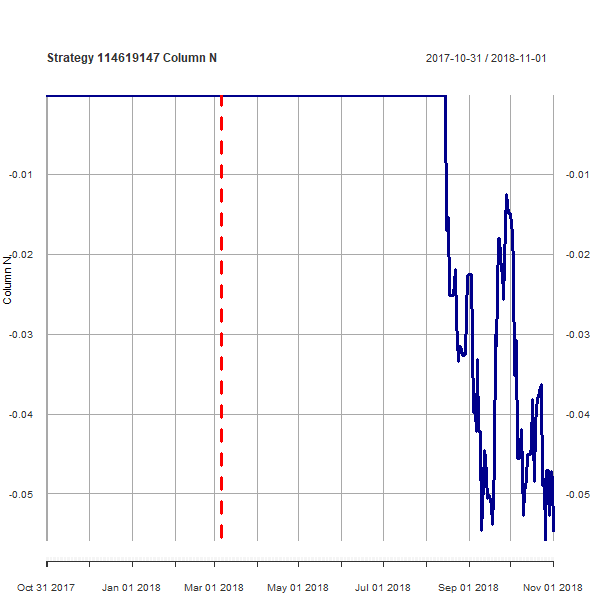 Strategy 114619147 Column N
2017-10-31 / 2018-11-01
-0.01
-0.01
-0.02
-0.02
Column N
-0.03
-0.03
-0.04
-0.04
-0.05
-0.05
Oct 31 2017
Jan 01 2018
Mar 01 2018
May 01 2018
Jul 01 2018
Sep 01 2018
Nov 01 2018